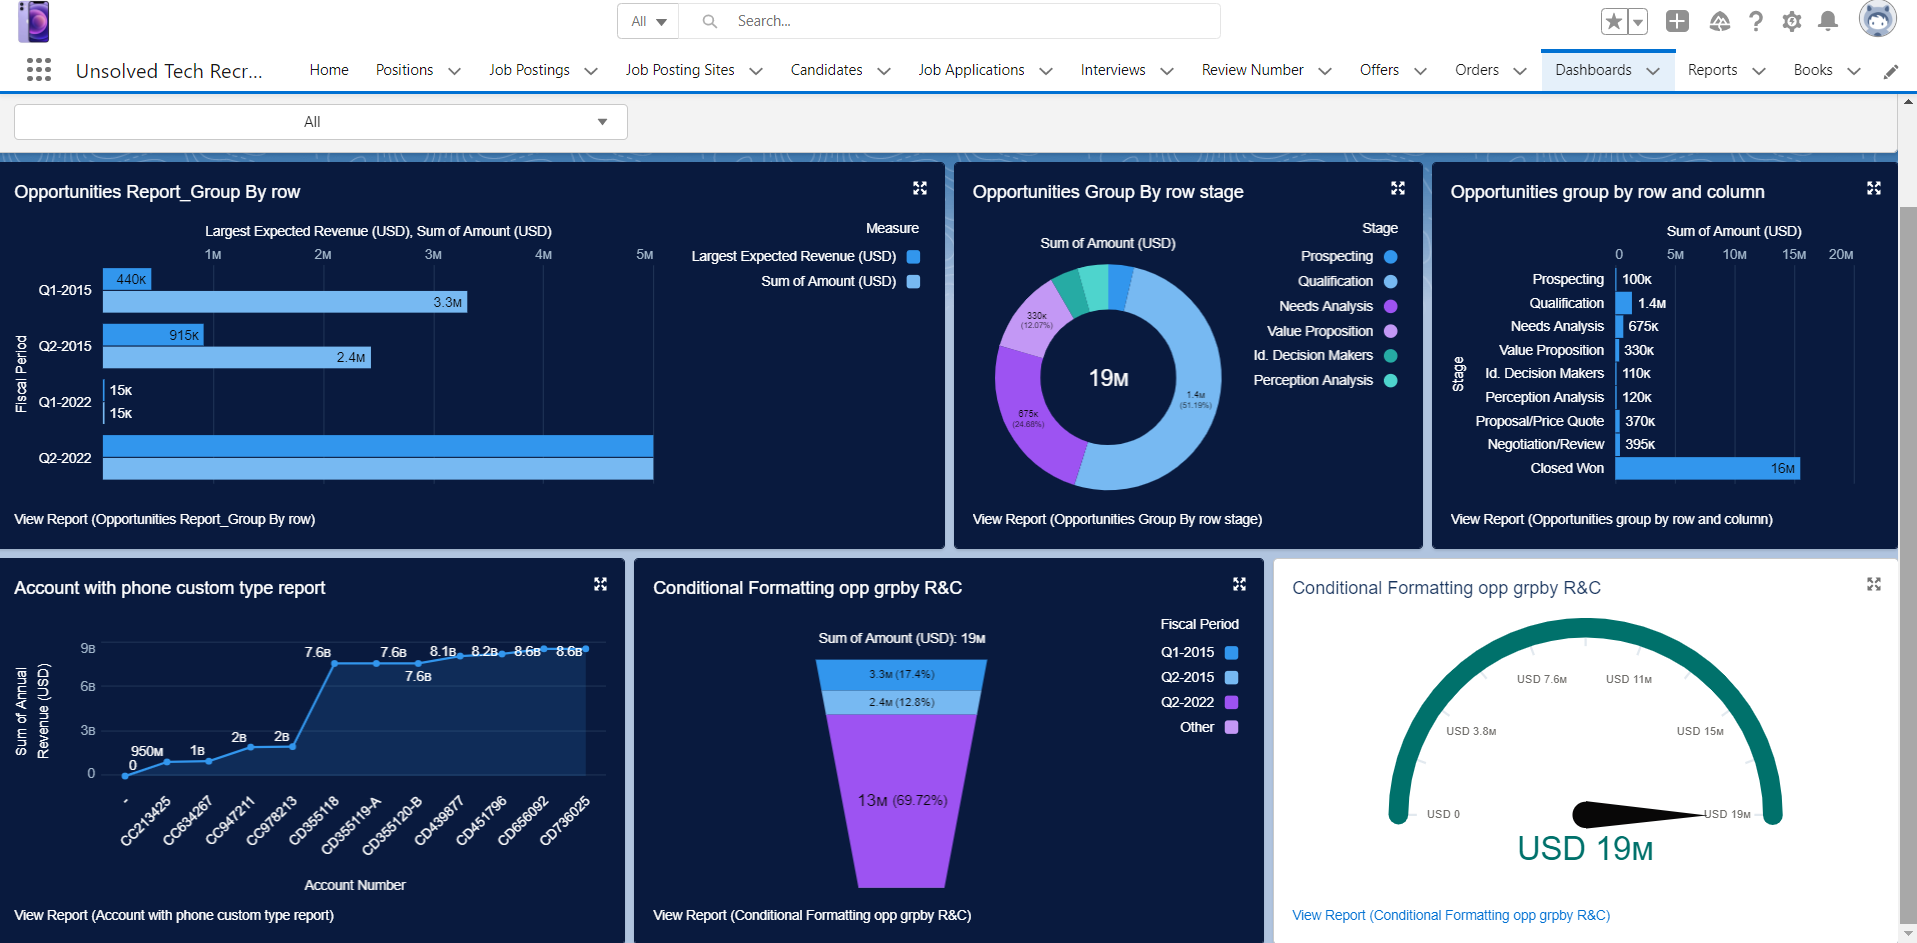 All
Search...
Unsolved Tech Recr...
Home
Positions
Job Postings
Job Posting Sites
Candidates
Job Applications
Interviews
Review Number
Offers
Orders
Dashboards
Reports
Books
All
Opportunities Report_Group By row
Largest Expected Revenue (USD), Sum of Amount (USD)
1M
2M
3M
4M
5M
Fiscal Period
Q1-2015
440K
3.3M
Q2-2015
915K
2.4M
Q1-2022
15K
15K
Q2-2022
Measure
Largest Expected Revenue (USD)
Sum of Amount (USD)
View Report (Opportunities Report_Group By row)
Opportunities Group By row stage
Sum of Amount (USD)
330K
(12.07%)
19M
1.4M
(51.19%)
675K
(24.68%)
Stage
Prospecting
Qualification
Needs Analysis
Value Proposition
Id. Decision Makers
Perception Analysis
View Report (Opportunities Group By row stage)
Opportunities group by row and column
Sum of Amount (USD)
0
5M
10M
15M
20M
Stage
Prospecting
100K
Qualification
1.4M
Needs Analysis
675K
Value Proposition
330K
Id. Decision Makers
110K
Perception Analysis
120K
Proposal/Price Quote
370K
Negotiation/Review
395K
Closed Won
16M
View Report (Opportunities group by row and column)
Account with phone custom type report
Sum of Annual
Revenue (USD)
9B
6B
3B
0
0
950M
1B
2B
2B
7.6B
7.6B
7.6B
8.1B
8.2B
8.6B
8.6B
-
CC213425
CC634267
CC947211
CC978213
CD355118
CD355119-A
CD355120-B
CD439877
CD451796
CD656092
CD736025
Account Number
View Report (Account with phone custom type report)
Conditional Formatting opp grpby R&C
Sum of Amount (USD): 19M
3.3M (17.4%)
2.4M (12.8%)
13M (69.72%)
Fiscal Period
Q1-2015
Q2-2015
Q2-2022
Other
View Report (Conditional Formatting opp grpby R&C)
Conditional Formatting opp grpby R&C
USD 0
USD 3.8M
USD 7.6M
USD 11M
USD 15M
USD 19M
USD 19M
View Report (Conditional Formatting opp grpby R&C)